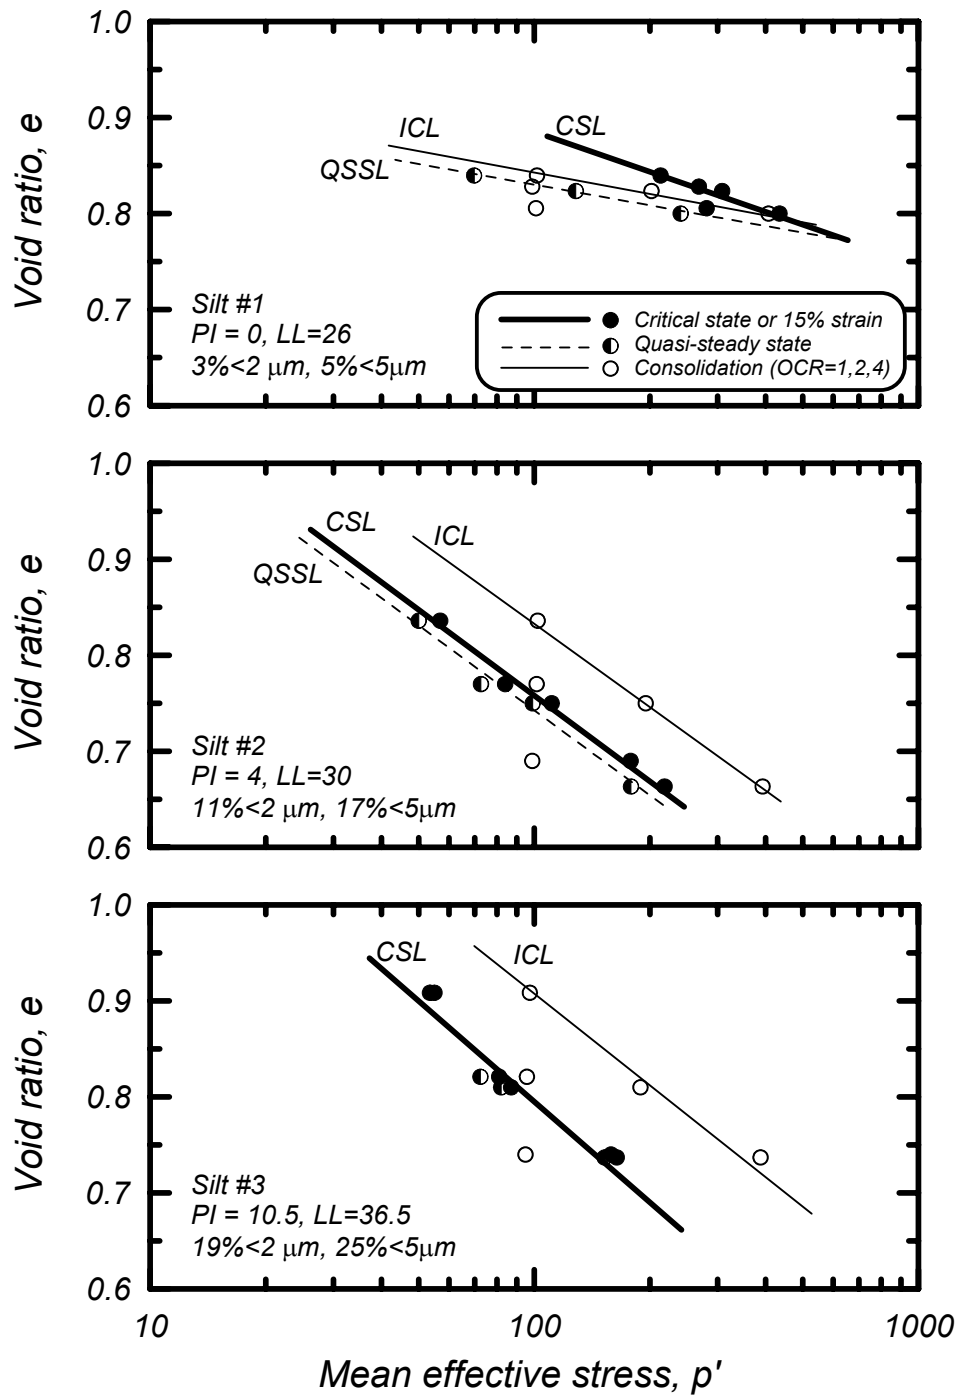 1.0
0.9
0.8
0.7
0.6
Void ratio, e
ICL
CSL
QSSL
Silt #1
PI = 0, LL=26
3%<2 μm, 5%<5μm
Critical state or 15% strain
Quasi-steady state
Consolidation (OCR=1,2,4)
1.0
0.9
0.8
0.7
0.6
Void ratio, e
CSL
ICL
QSSL
Silt #2
PI = 4, LL=30
11%<2 μm, 17%<5μm
1.0
0.9
0.8
0.7
0.6
Void ratio, e
CSL
ICL
Silt #3
PI = 10.5, LL=36.5
19%<2 μm, 25%<5μm
10
100
1000
Mean effective stress, p'